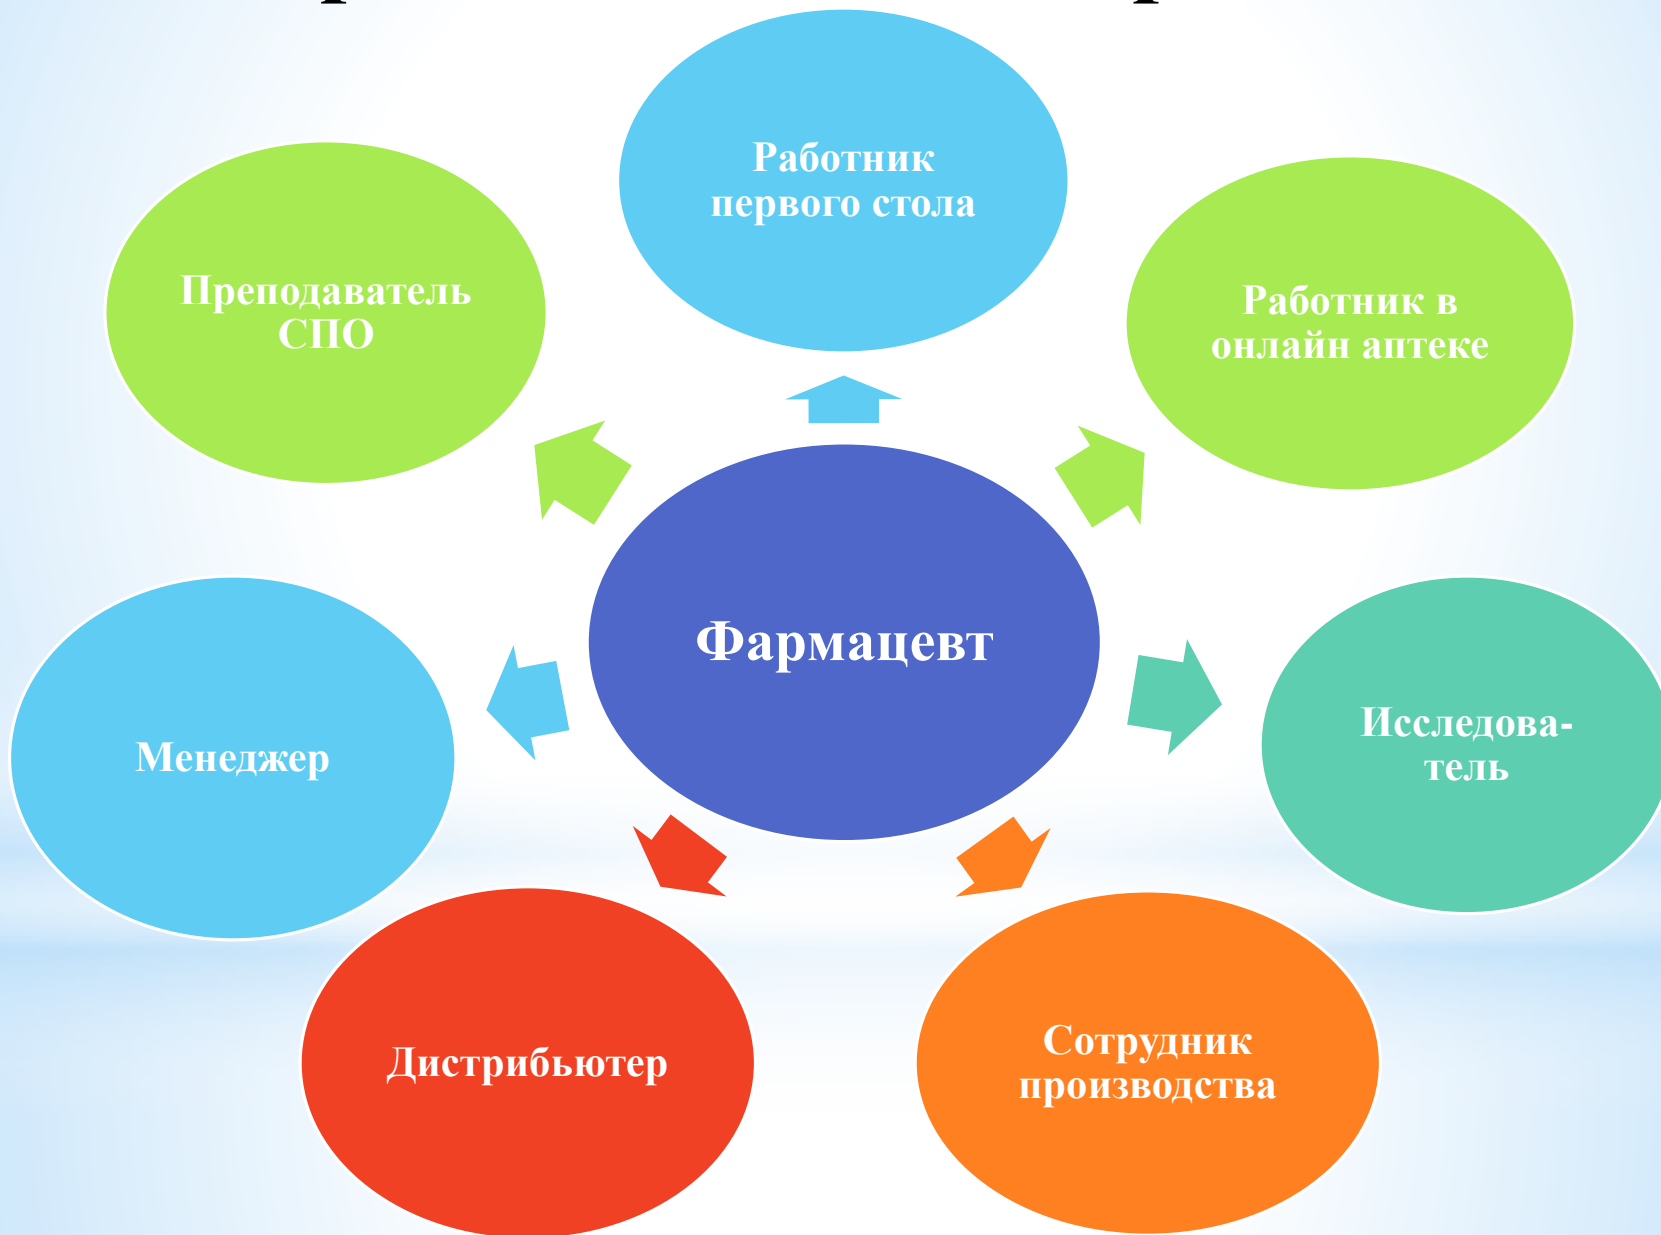 Работник
первого стола
Работник в
онлайн аптеке
Исследова-
тель
Сотрудник
производства
Дистрибьютер
Менеджер
Преподаватель
СПО
Фармацевт